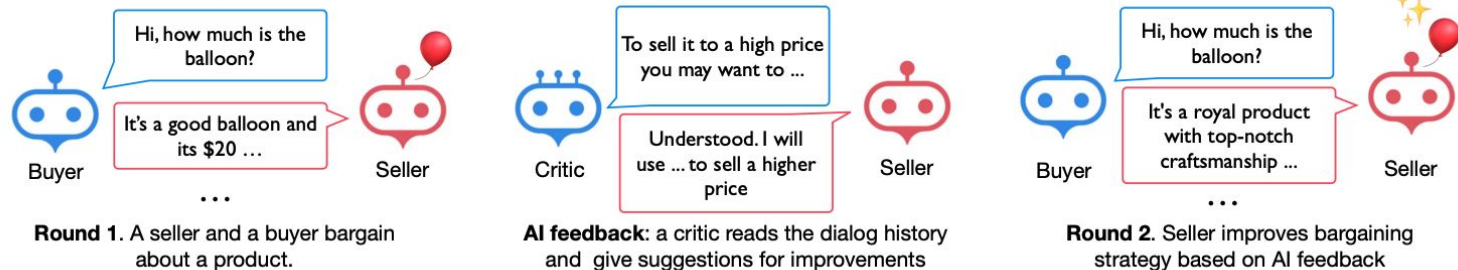 Hi, how much is the
balloon?
It's a good balloon and
its $20 ...
Buyer
Seller
...
Round 1. A seller and a buyer bargain
about a product.
To sell it to a high price
you may want to ...
Understood. I will
use ... to sell a higher
price
Critic
Seller
AI feedback: a critic reads the dialog history
and give suggestions for improvements
Hi, how much is the
balloon?
It's a royal product
with top-notch
craftsmanship ...
Buyer
Seller
...
Round 2. Seller improves bargaining
strategy based on AI feedback